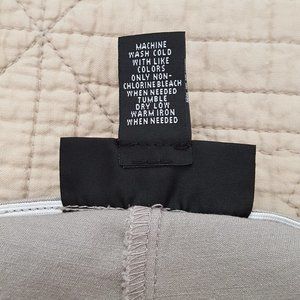 MACHINE
WASH COLD
WITH LIKE
COLORS
ONLY NON-
CHLORINE BLEACH
WHEN NEEDED
TUMBLE
DRY LOW
WARM IRON
WHEN NEEDED